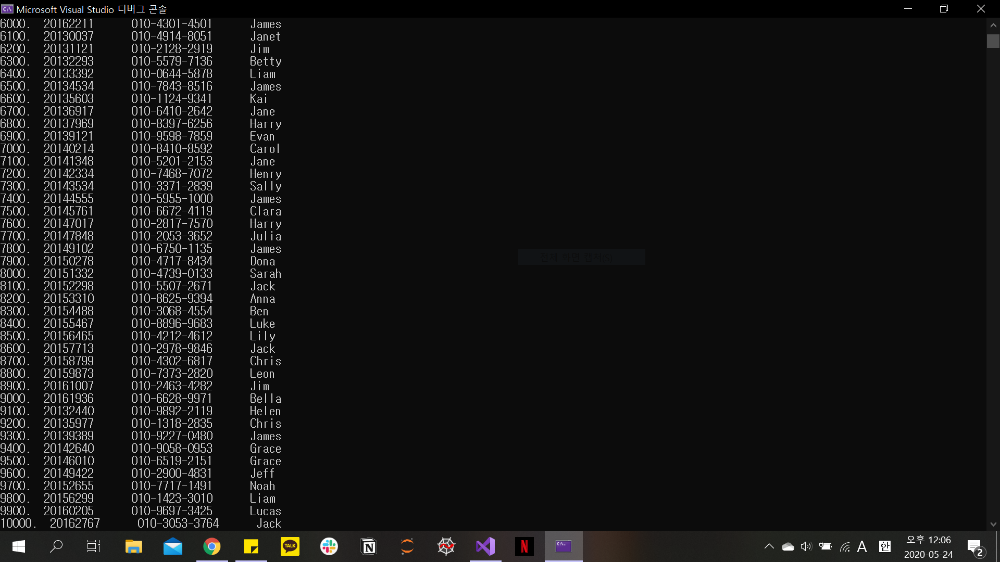 Microsoft Visual Studio 디버그 콘솔
6000. 20162211 010-4301-4501 James
6100. 20130037 010-4914-8051 Janet
6200. 20131121 010-2128-2919 Jim
6300. 20132293 010-5579-7136 Betty
6400. 20133392 010-0644-5878 Liam
6500. 20134534 010-7843-8516 James
6600. 20135603 010-1124-9341 Kai
6700. 20136917 010-6410-2642 Jane
6800. 20137969 010-8397-6256 Harry
6900. 20139121 010-9598-7859 Evan
7000. 20140214 010-8410-8592 Carol
7100. 20141348 010-5201-2153 Jane
7200. 20142334 010-7468-7072 Henry
7300. 20143534 010-3371-2839 Sally
7400. 20144555 010-5955-1000 James
7500. 20145761 010-6672-4119 Clara
7600. 20147017 010-2817-7570 Harry
7700. 20147848 010-2053-3652 Julia
7800. 20149102 010-6750-1135 James
7900. 20150278 010-4717-8434 Dona
8000. 20151332 010-4739-0133 Sarah
8100. 20152298 010-5507-2671 Jack
8200. 20153310 010-8625-9394 Anna
8300. 20154488 010-3068-4554 Ben
8400. 20155467 010-8896-9683 Luke
8500. 20156465 010-4212-4612 Lily
8600. 20157713 010-2978-9846 Jack
8700. 20158799 010-4302-6817 Chris
8800. 20159873 010-7373-2820 Leon
8900. 20161007 010-2463-4282 Jim
9000. 20161936 010-6628-9971 Bella
9100. 20132440 010-9892-2119 Helen
9200. 20135977 010-1318-2835 Chris
9300. 20139389 010-9227-0480 James
9400. 20142640 010-9058-0953 Grace
9500. 20146010 010-6519-2151 Grace
9600. 20149422 010-2900-4831 Jeff
9700. 20152655 010-7717-1491 Noah
9800. 20156299 010-1423-3010 Liam
9900. 20160205 010-9697-3425 Lucas
10000. 20162767 010-3053-3764 Jack
전체 화면 캡처(S)
TALK
A 한
오후 12:06
2020-05-24
2